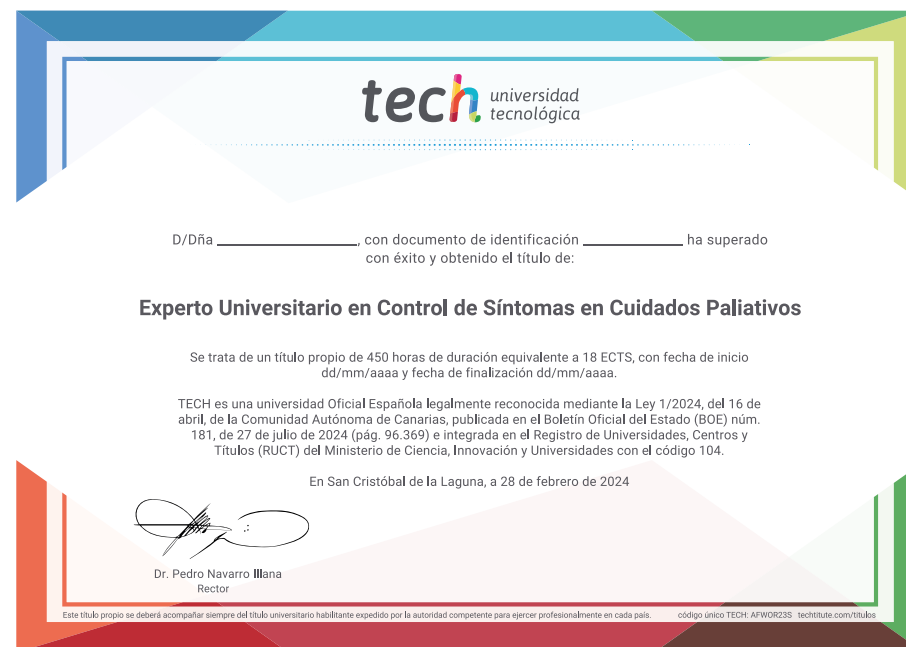 tech universidad
tecnológica
D/Dña ________________, con documento de identificación ____________ ha superado
con éxito y obtenido el título de:
Experto Universitario en Control de Síntomas en Cuidados Paliativos
Se trata de un título propio de 450 horas de duración equivalente a 18 ECTS, con fecha de inicio
dd/mm/aaaa y fecha de finalización dd/mm/aaaa.
TECH es una universidad Oficial Española legalmente reconocida mediante la Ley 1/2024, del 16 de
abril, de la Comunidad Autónoma de Canarias, publicada en el Boletín Oficial del Estado (BOE) núm.
181, de 27 de julio de 2024 (pág. 96.369) e integrada en el Registro de Universidades, Centros y
Títulos (RUCT) del Ministerio de Ciencia, Innovación y Universidades con el código 104.
En San Cristóbal de la Laguna, a 28 de febrero de 2024
Dr. Pedro Navarro Illana
Rector
Este título propio se deberá acompañar siempre del título universitario habilitante expedido por la autoridad competente para ejercer profesionalmente en cada país. código único TECH: AFWOR23S techtitute.com/titulos